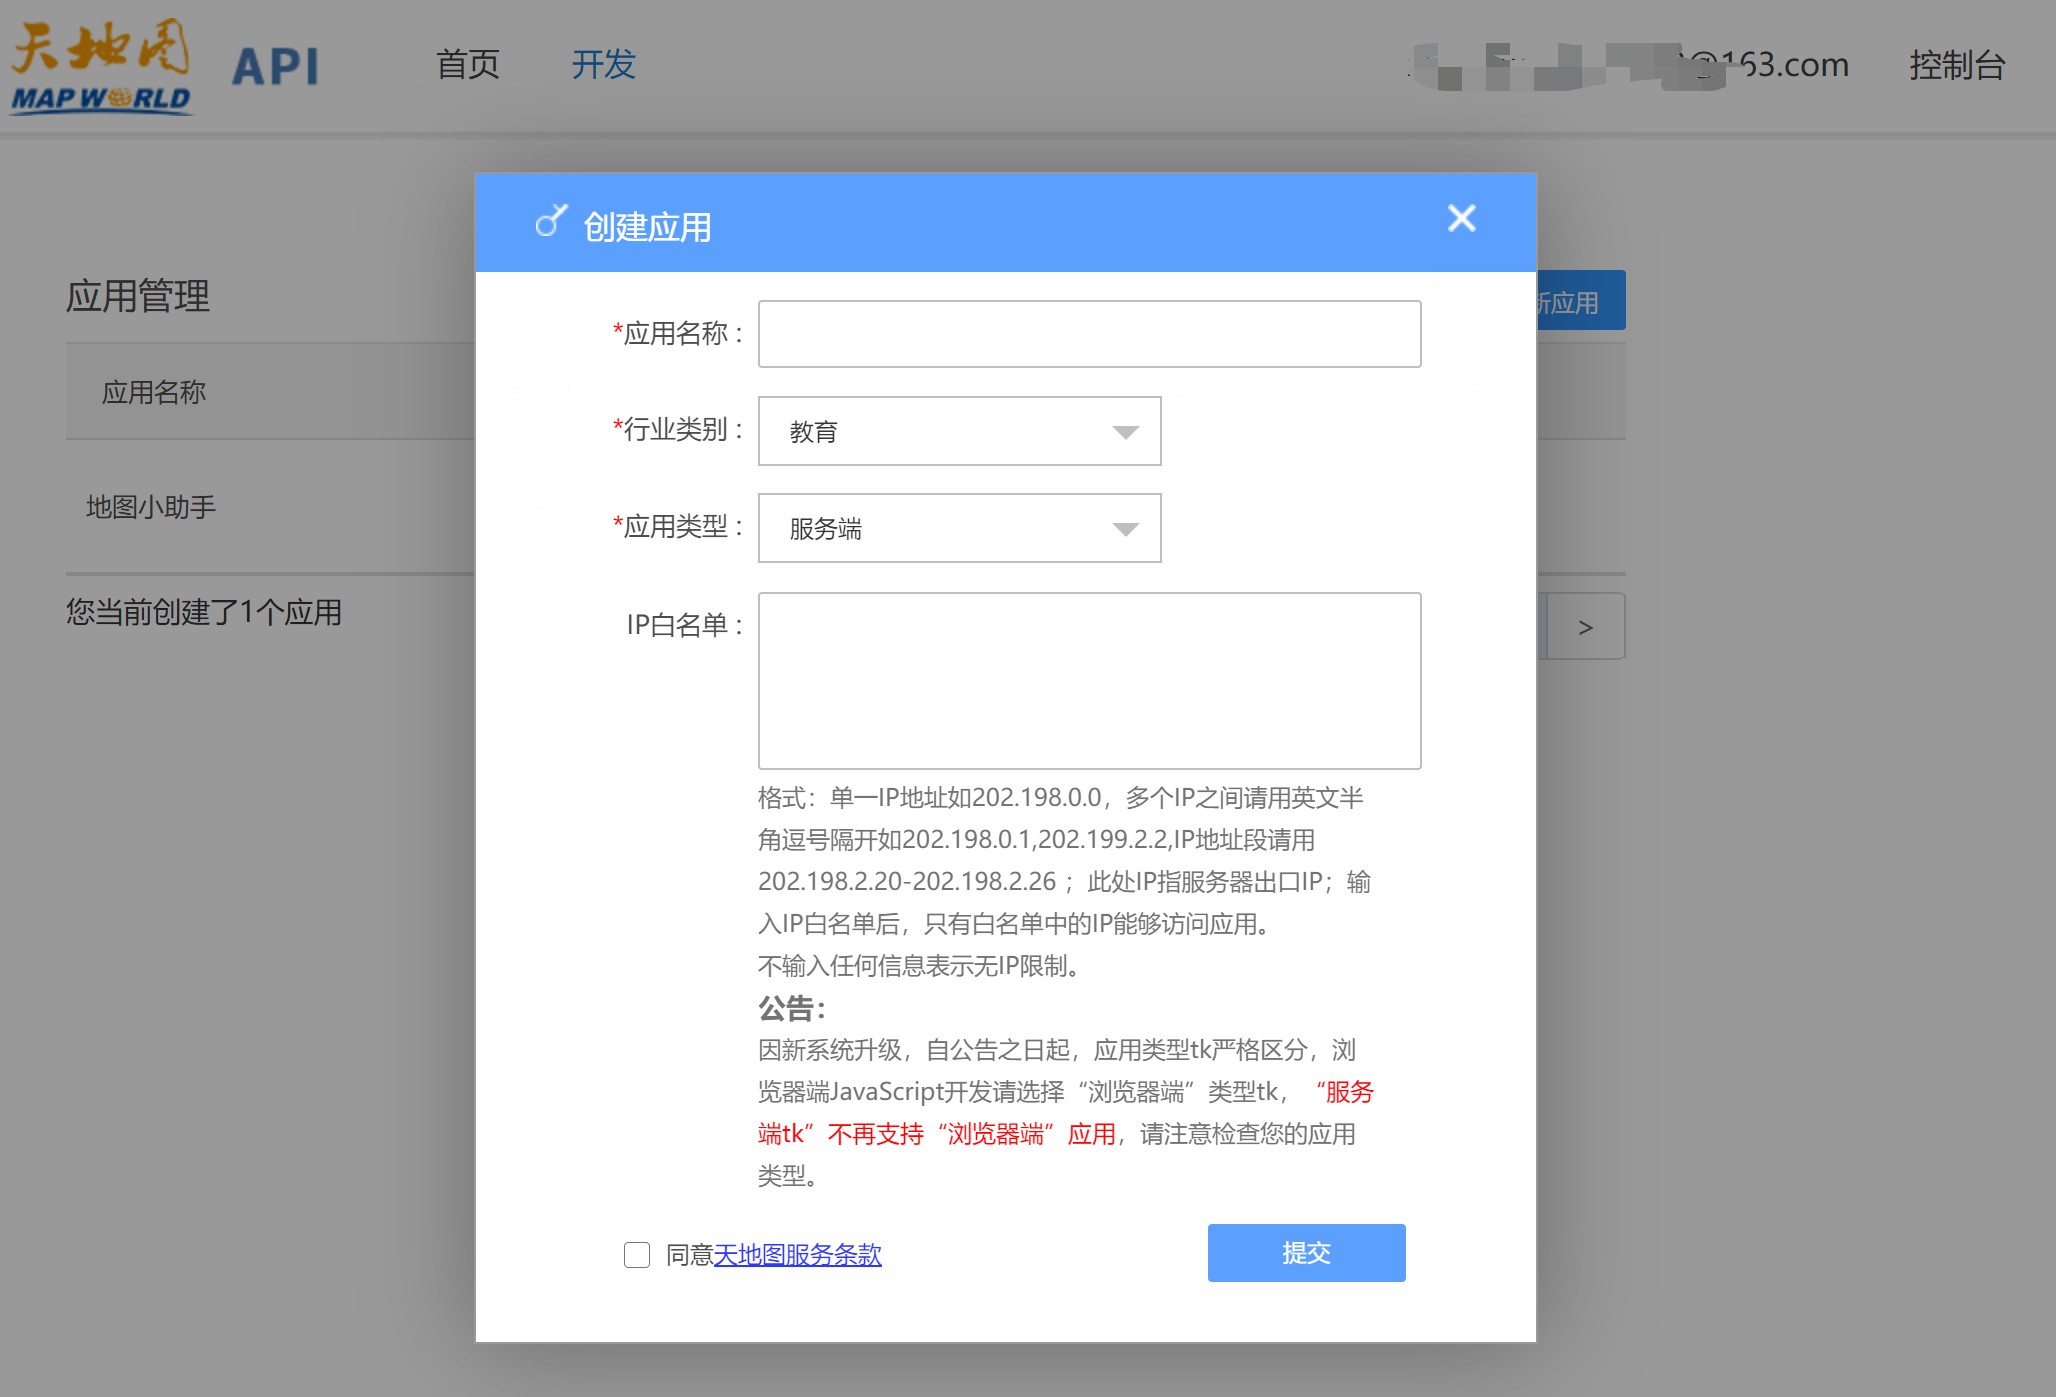 天地图
MAP WORLD
API
首页
开发
@163.com
控制台
创建应用
应用管理
新应用
*应用名称：
应用名称
*行业类别：
教育
地图小助手
*应用类型：
服务端
您当前创建了1个应用
>
IP白名单：
格式：单一IP地址如202.198.0.0，多个IP之间请用英文半
角逗号隔开如202.198.0.1,202.199.2.2,IP地址段请用
202.198.2.20-202.198.2.26 ；此处IP指服务器出口IP；输
入IP白名单后，只有白名单中的IP能够访问应用。
不输入任何信息表示无IP限制。
公告：
因新系统升级，自公告之日起，应用类型tk严格区分，浏
览器端JavaScript开发请选择“浏览器端”类型tk，“服务
端tk”不再支持“浏览器端”应用，请注意检查您的应用
类型。
同意天地图服务条款
提交